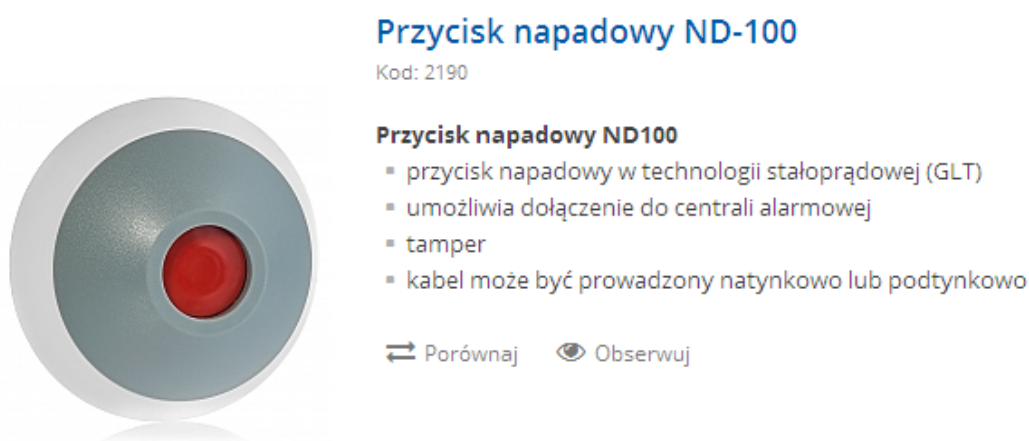 Przycisk napadowy ND-100
Kod: 2190
Przycisk napadowy ND100
przycisk napadowy w technologii stałoprądowej (GLT)
umożliwia dołączenie do centrali alarmowej
tamper
kabel może być prowadzony natynkowo lub podtynkowo
Porównaj Obserwuj